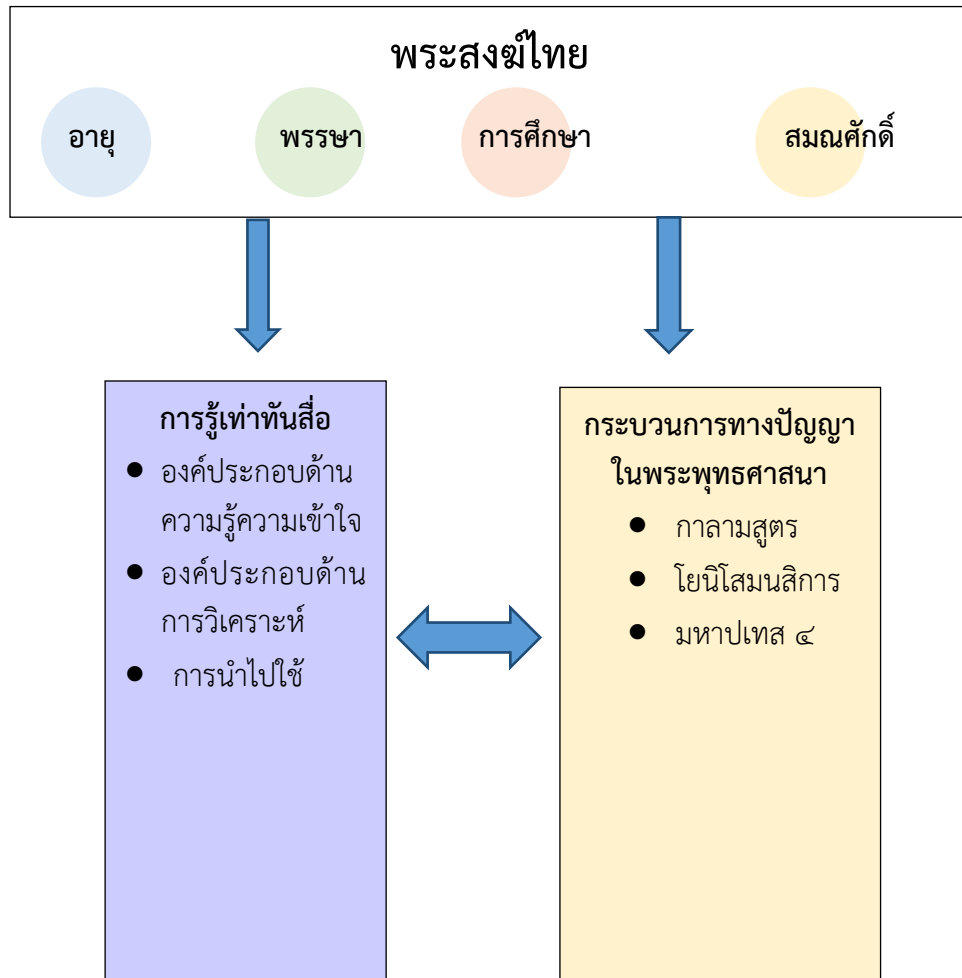 พระสงฆ์ไทย
อายุ พรรษา การศึกษา สมณศักดิ์
การรู้เท่าทันสื่อ
● องค์ประกอบด้าน
ความรู้ความเข้าใจ
● องค์ประกอบด้าน
การวิเคราะห์
● การนำไปใช้
กระบวนการทางปัญญา
ในพระพุทธศาสนา
● กาลามสูตร
● โยนิโสมนสิการ
● มหาปเทส ๔